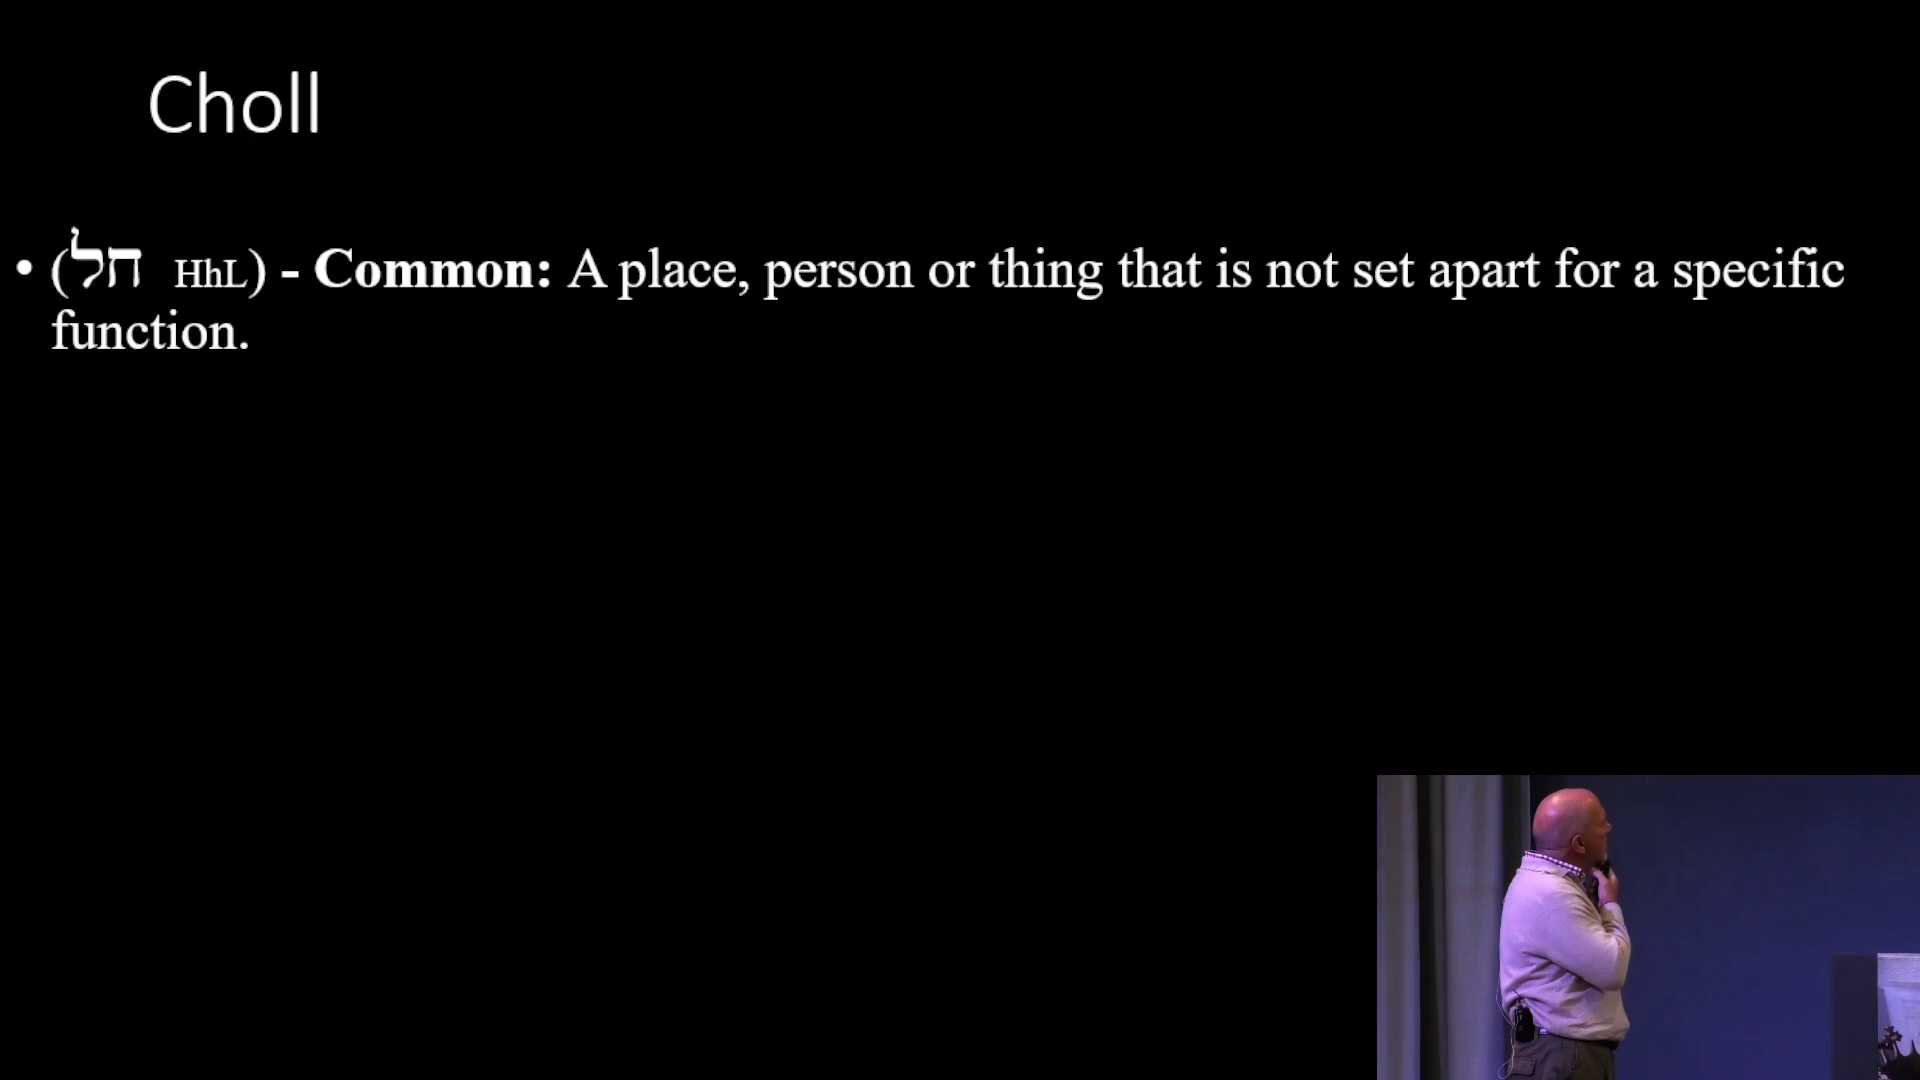 Choll
• (חל HhL) - Common: A place, person or thing that is not set apart for a specific
function.